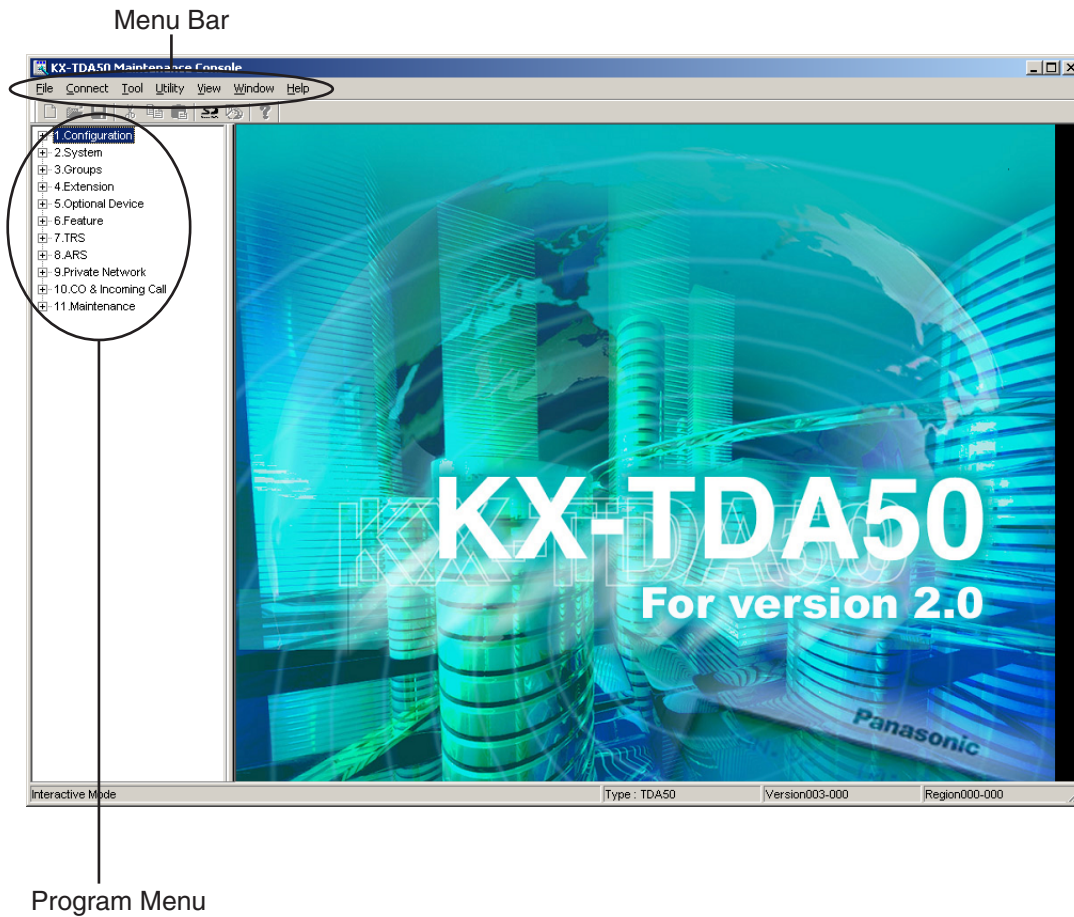 Menu Bar
KX-TDA50 Maintenance Console
File Connect Tool Utility View Window Help
1.Configuration
2.System
3.Groups
4.Extension
5.Optional Device
6.Feature
7.TRS
8.ARS
9.Private Network
10.CO & Incoming Call
11.Maintenance
KX-TDA50
KX-TDA50
For version 2.0
Panasonic
Interactive Mode
Type : TDA50
Version003-000
Region000-000
Program Menu